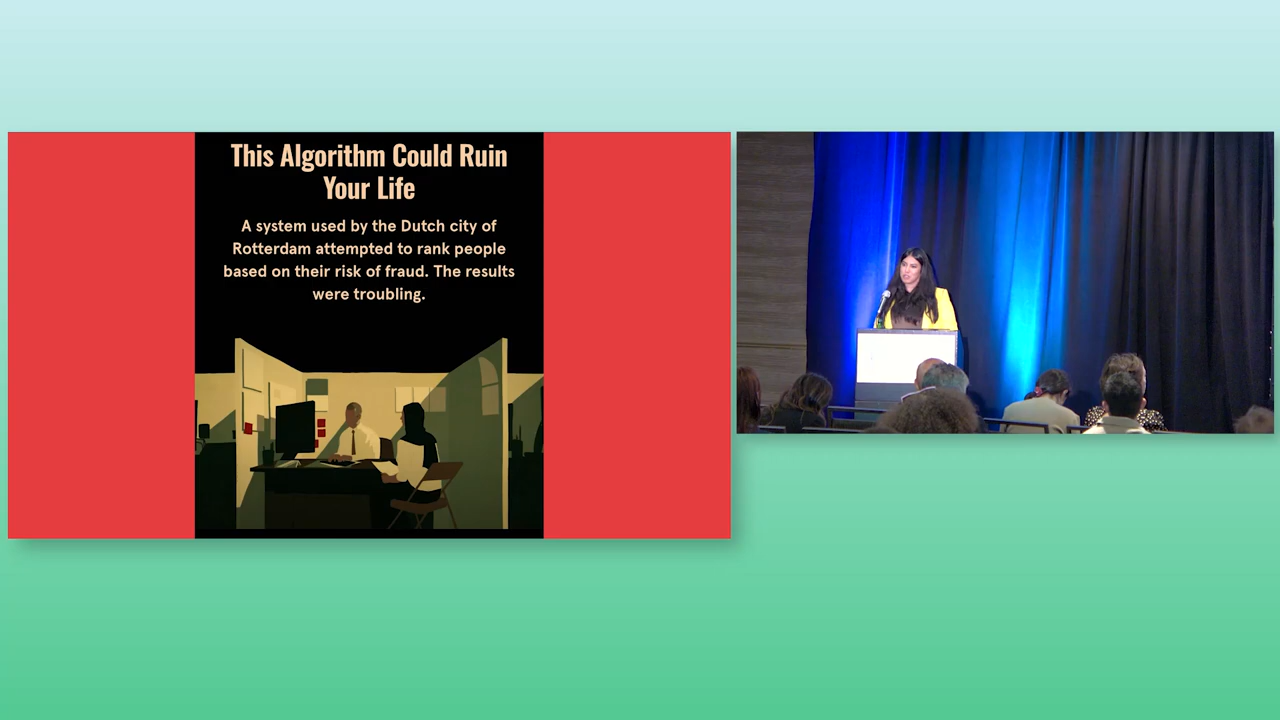 This Algorithm Could Ruin
Your Life
A system used by the Dutch city of
Rotterdam attempted to rank people
based on their risk of fraud. The results
were troubling.